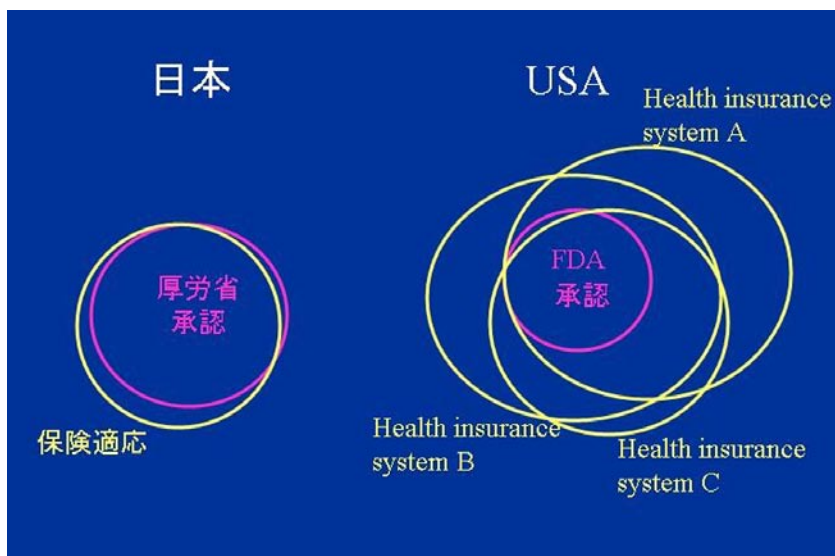 日本
厚労省
承認
保険適応
USA
Health insurance
system A
FDA
承認
Health insurance
system B
Health insurance
system C